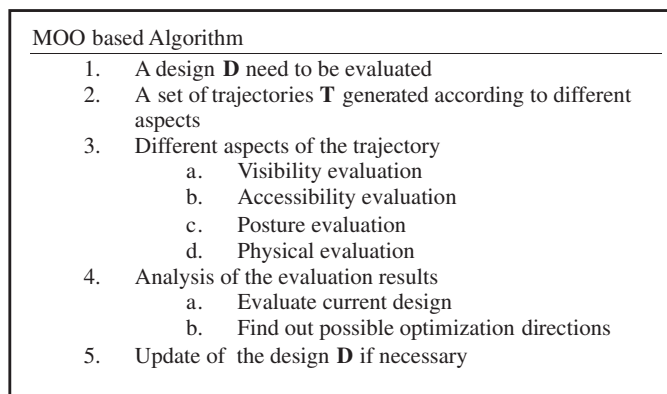 MOO based Algorithm
1. A design D need to be evaluated
2. A set of trajectories T generated according to different
aspects
3. Different aspects of the trajectory
a. Visibility evaluation
b. Accessibility evaluation
c. Posture evaluation
d. Physical evaluation
4. Analysis of the evaluation results
a. Evaluate current design
b. Find out possible optimization directions
5. Update of the design D if necessary